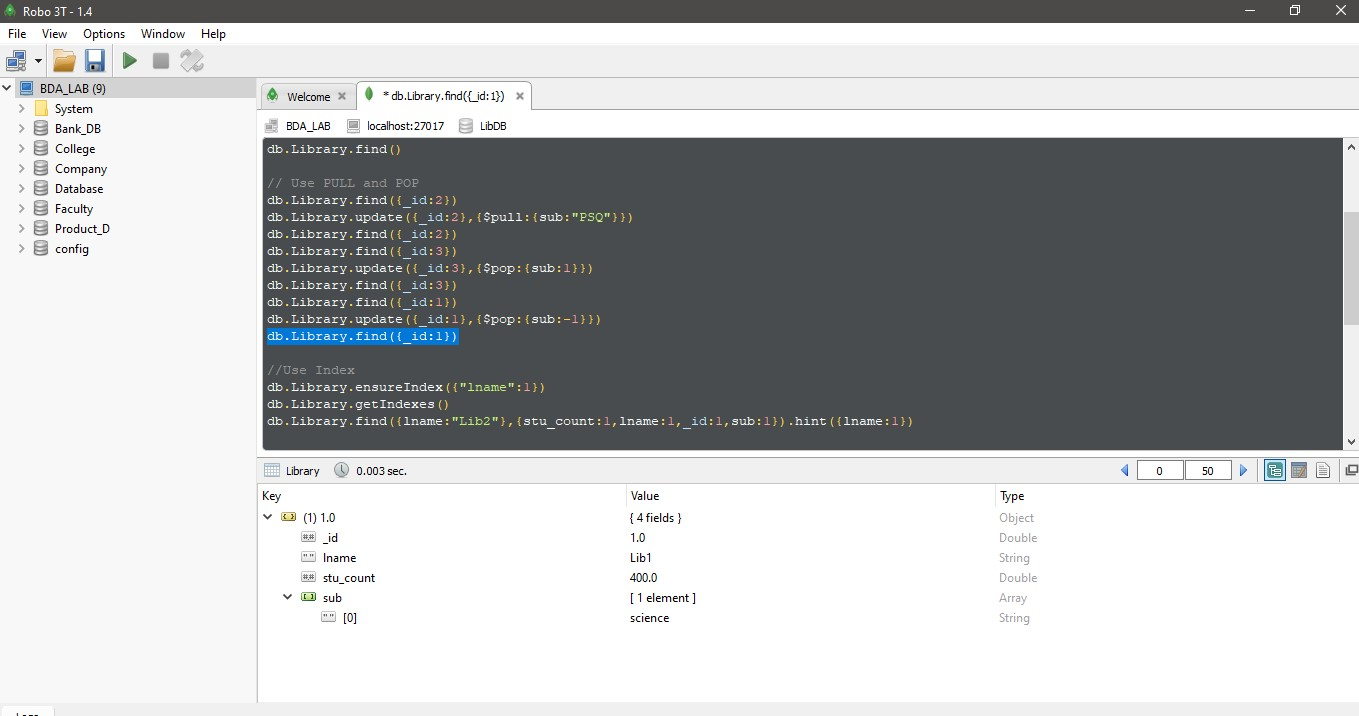 Robo 3T - 1.4
File View Options Window Help
BDA_LAB (9)
System
Bank_DB
College
Company
Database
Faculty
Product_D
config
Welcome
* db.Library.find({_id:1})
BDA_LAB localhost:27017 LibDB
db.Library.find()
// Use PULL and POP
db.Library.find({_id:2})
db.Library.update({_id:2},{$pull:{sub:"PSQ"}})
db.Library.find({_id:2})
db.Library.find({_id:3})
db.Library.update({_id:3},{$pop:{sub:1}})
db.Library.find({_id:3})
db.Library.find({_id:1})
db.Library.update({_id:1},{$pop:{sub:-1}})
db.Library.find({_id:1})
//Use Index
db.Library.ensureIndex({"lname":1})
db.Library.getIndexes()
db.Library.find({lname:"Lib2"},{stu_count:1,lname:1,_id:1,sub:1}).hint({lname:1})
Library 0.003 sec. 0 50
Key Value Type
(1) 1.0 { 4 fields } Object
_id 1.0 Double
lname Lib1 String
stu_count 400.0 Double
sub [ 1 element ] Array
[0] science String